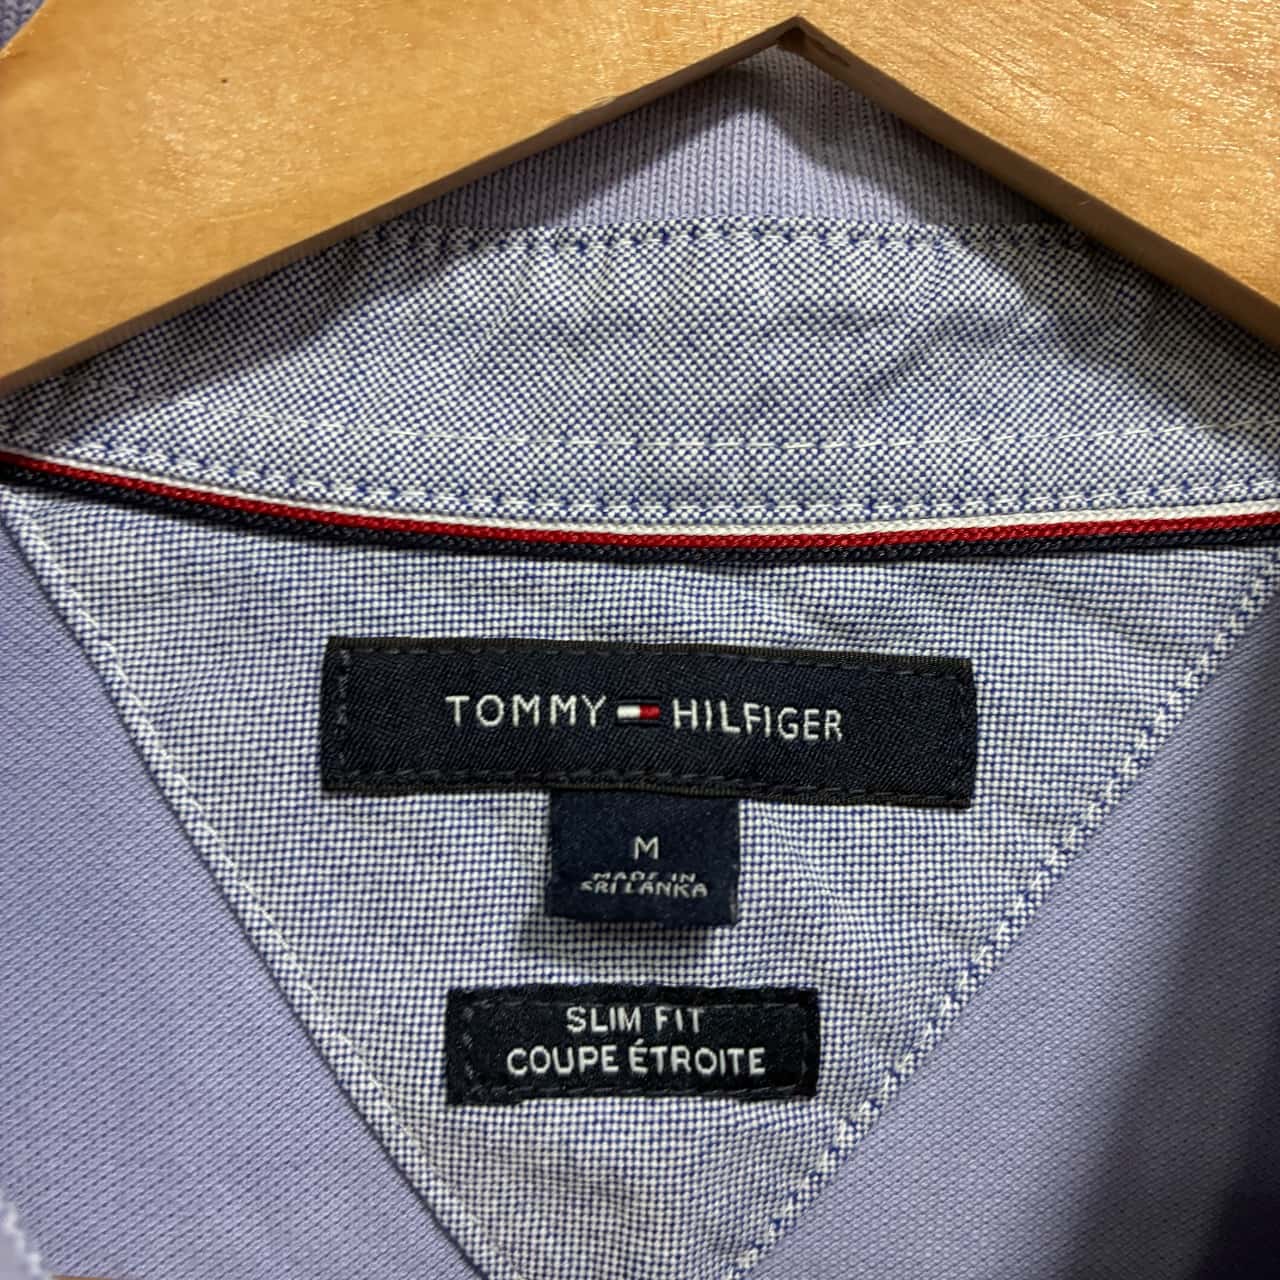 TOMMY HILFIGER
M
MADE IN
SRI LANKA
SLIM FIT
COUPE ÉTROITE